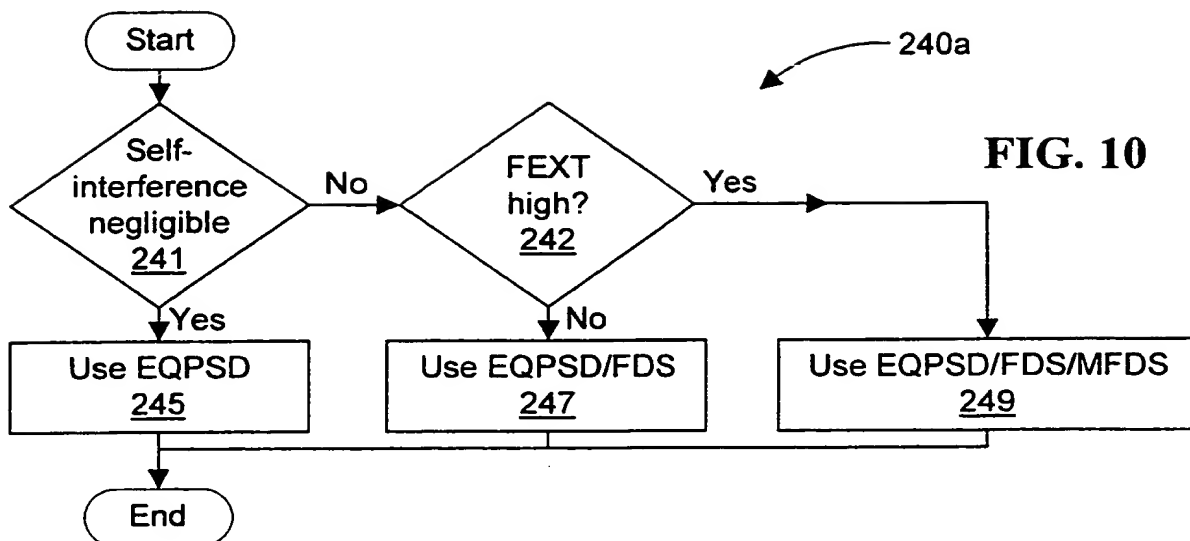 Start
240a
FIG. 10
Self-
interference
negligible
241
No
FEXT
high?
242
Yes
Yes
No
Use EQPSD
245
Use EQPSD/FDS
247
Use EQPSD/FDS/MFDS
249
End